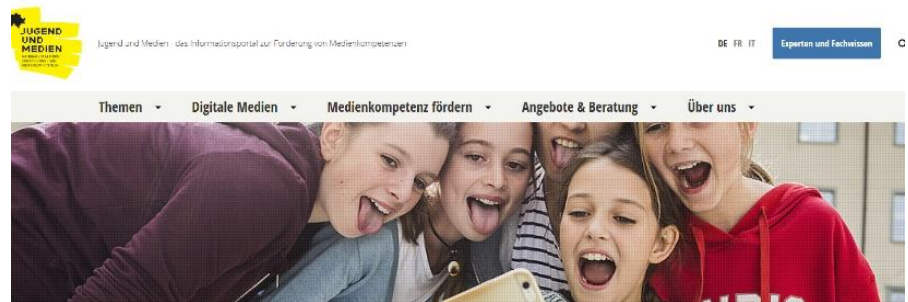 JUGEND
UND
MEDIEN
Jugend und Medien - das Informationsportal zur Förderung von Medienkompetenzen
DE FR IT
Experten und Fachwissen
Themen
Digitale Medien
Medienkompetenz fördern
Angebote & Beratung
Über uns